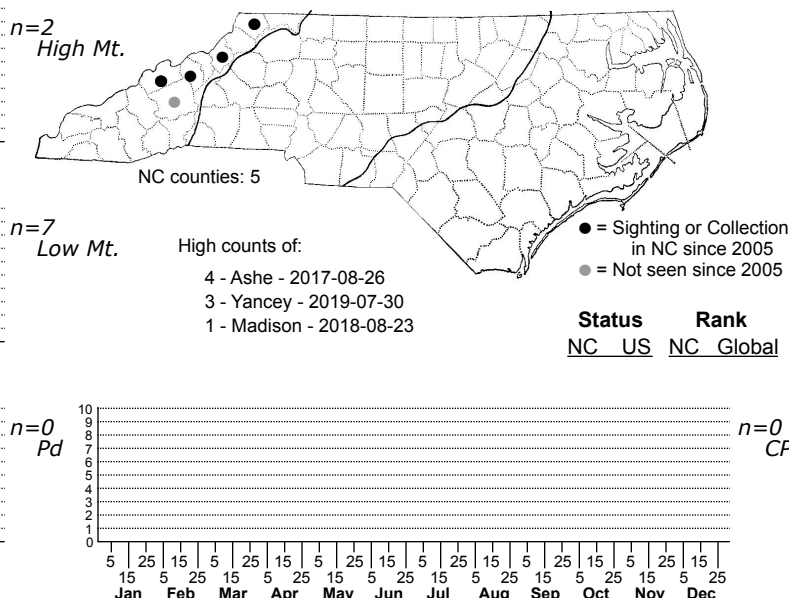 n=2
High Mt.
NC counties: 5
n=7
Low Mt.
High counts of:
4 - Ashe - 2017-08-26
3 - Yancey - 2019-07-30
1 - Madison - 2018-08-23
= Sighting or Collection
in NC since 2005
= Not seen since 2005
Status Rank
NC US NC Global
n=0
Pd
10
9
8
7
6
5
4
3
2
1
0
n=0
CP
5 25 15 5 25 15 5 25 15 5 25 15 5 25 15 5 25 15
15 5 25 15 5 25 15 5 25 15 5 25 15 5 25 15 5 25
Jan Feb Mar Apr May Jun Jul Aug Sep Oct Nov Dec